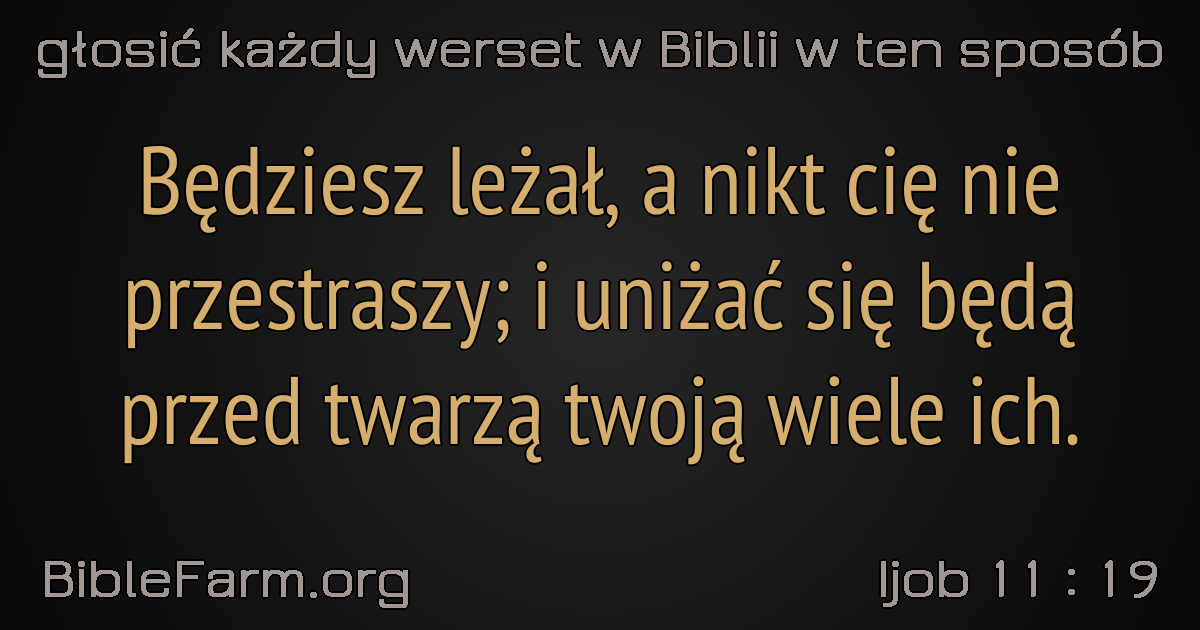 głosić każdy werset w Biblii w ten sposób
Będziesz leżał, a nikt cię nie
przestraszy; i uniżać się będą
przed twarzą twoją wiele ich.
BibleFarm.org
Ijob 11 : 19